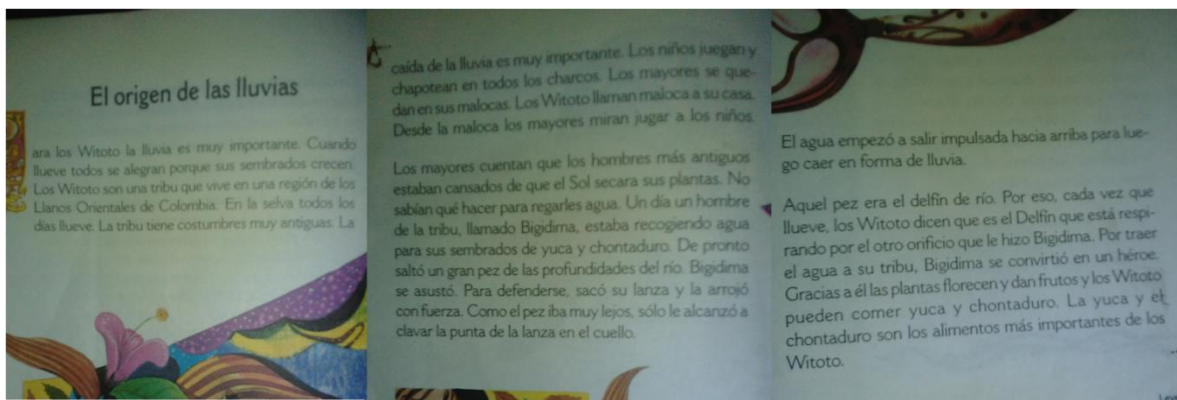 El origen de las lluvias
ara los Witoto la lluvia es muy importante. Cuando
llueve todos se alegran porque sus sembrados crecen.
Los Witoto son una tribu que vive en una región de los
Llanos Orientales de Colombia. En la selva todos los
días llueve. La tribu tiene costumbres muy antiguas. La
caída de la lluvia es muy importante. Los niños juegan y
chapotean en todos los charcos. Los mayores se que-
dan en sus malocas. Los Witoto llaman maloca a su casa.
Desde la maloca los mayores miran jugar a los niños.
Los mayores cuentan que los hombres más antiguos
estaban cansados de que el Sol secara sus plantas. No
sabían qué hacer para regarles agua. Un día un hombre
de la tribu, llamado Bigidima, estaba recogiendo agua
para sus sembrados de yuca y chontaduro. De pronto
saltó un gran pez de las profundidades del río. Bigidima
se asustó. Para defenderse, sacó su lanza y la arrojó
con fuerza. Como el pez iba muy lejos, sólo le alcanzó a
clavar la punta de la lanza en el cuello.
El agua empezó a salir impulsada hacia arriba para lue-
go caer en forma de lluvia.
Aquel pez era el delfín de río. Por eso, cada vez que
llueve, los Witoto dicen que es el Delfín que está respi-
rando por el otro orificio que le hizo Bigidima. Por traer
el agua a su tribu, Bigidima se convirtió en un héroe.
Gracias a él las plantas florecen y dan frutos y los Witoto
pueden comer yuca y chontaduro. La yuca y el
chontaduro son los alimentos más importantes de los
Witoto.